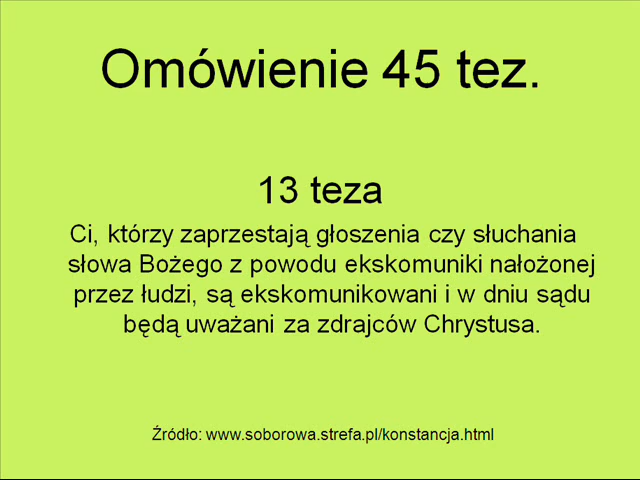 Omówienie 45 tez.
13 teza
Ci, którzy zaprzestają głoszenia czy słuchania
słowa Bożego z powodu ekskomuniki nałożonej
przez łudzi, są ekskomunikowani i w dniu sądu
będą uważani za zdrajców Chrystusa.
Źródło: www.soborowa.strefa.pl/konstancja.html